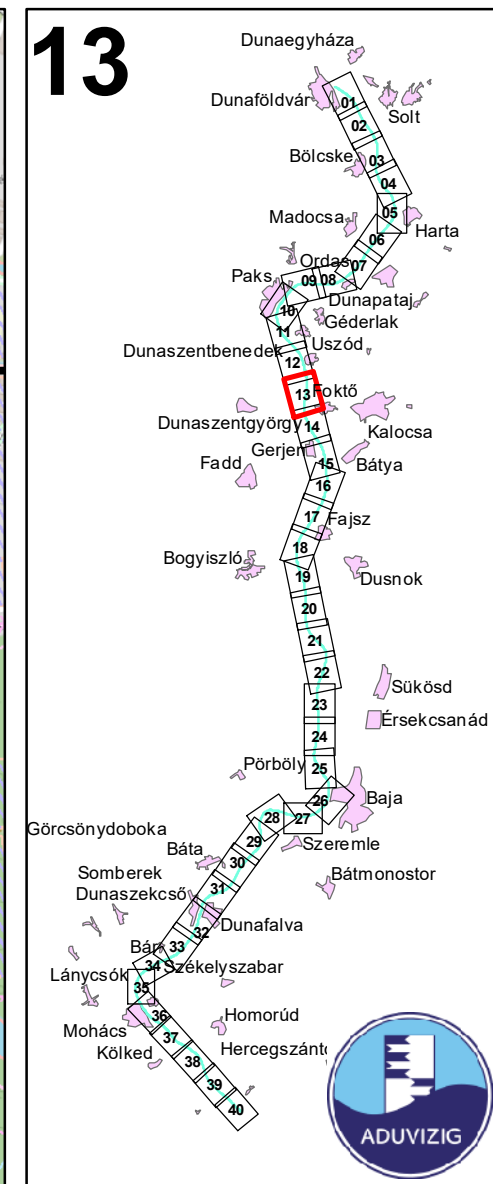 13
Dunaegyháza
Dunaföldvár
01
Solt
02
Bölcske
03
04
Madocsa
05
Harta
06
Ordas
07
Paks
09
08
Dunapataj
10
Géderlak
11
Uszód
Dunaszentbenedek
12
13
Foktő
Dunaszentgyörgy
14
Kalocsa
Gerjen
15
Bátya
Fadd
16
17
Fajsz
18
Bogyiszló
19
Dusnok
20
21
22
Sükösd
23
Érsekcsanád
24
Pörböly
25
26
Baja
28
27
Görcsönydoboka
29
Szeremle
Báta
30
Somberek
31
Bátmonostor
Dunaszekcső
32
Dunafalva
Bár
33
34
Székelyszabar
Lánycsók
35
36
Homorúd
Mohács
37
Kölked
38
Hercegszántó
39
40
ADUVIZIG